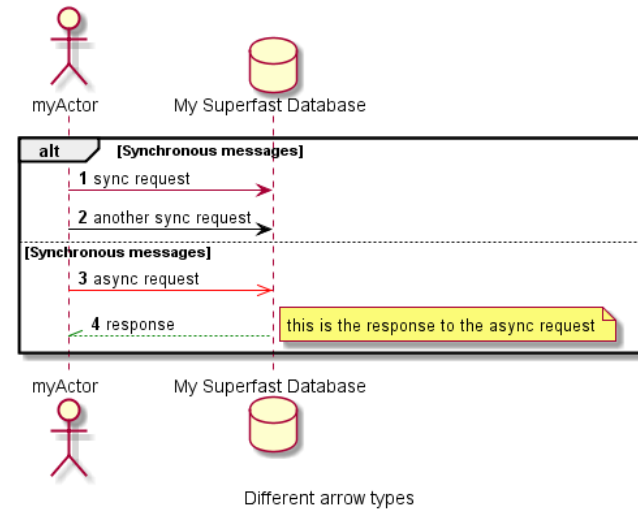 myActor
My Superfast Database
alt
[Synchronous messages]
1 sync request
2 another sync request
[Synchronous messages]
3 async request
4 response
this is the response to the async request
myActor
My Superfast Database
Different arrow types